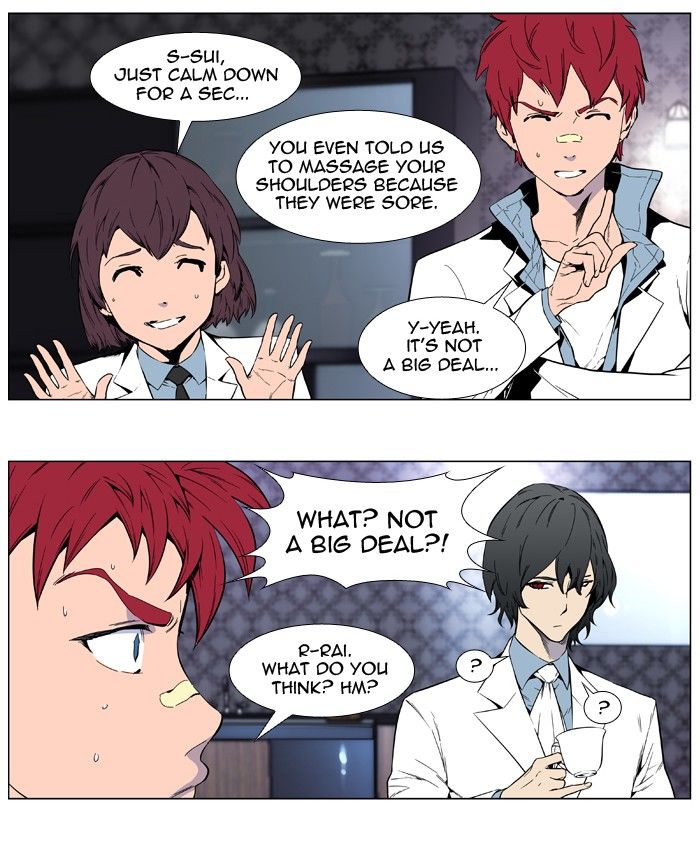 S-SUI,
JUST CALM DOWN
FOR A SEC...
YOU EVEN TOLD US
TO MASSAGE YOUR
SHOULDERS BECAUSE
THEY WERE SORE.
Y-YEAH.
IT'S NOT
A BIG DEAL...
WHAT? NOT
A BIG DEAL?!
R-RAI.
WHAT DO YOU
THINK? HM?
?
?